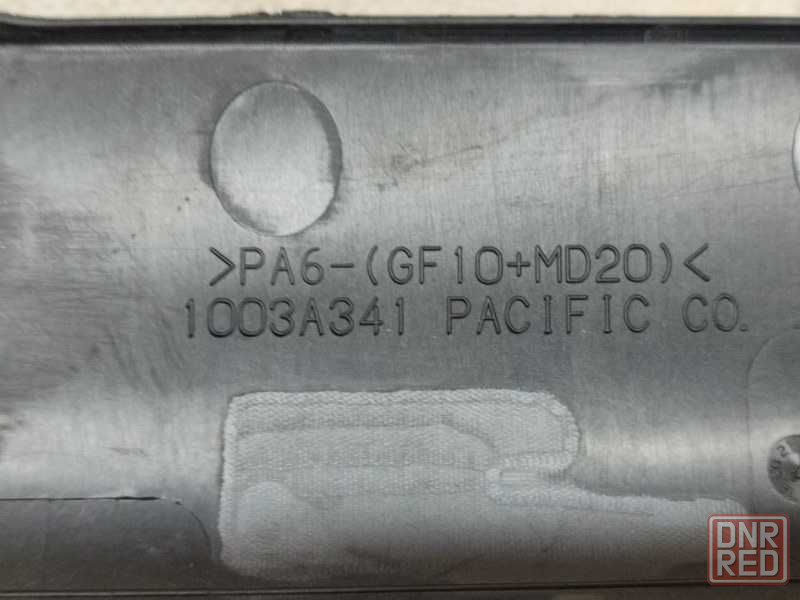 >PA6-(GF10+MD20)<
1003A341 PACIFIC CO.
DNR
RED